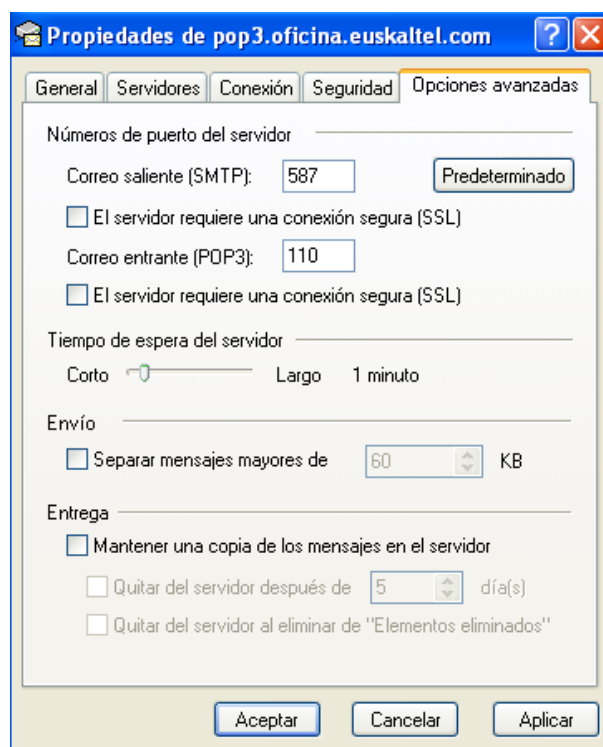 Propiedades de pop3.oficina.euskaltel.com
General Servidores Conexión Seguridad Opciones avanzadas
Números de puerto del servidor
Correo saliente (SMTP): 587 Predeterminado
El servidor requiere una conexión segura (SSL)
Correo entrante (POP3): 110
El servidor requiere una conexión segura (SSL)
Tiempo de espera del servidor
Corto Largo 1 minuto
Envío
Separar mensajes mayores de 60 KB
Entrega
Mantener una copia de los mensajes en el servidor
Quitar del servidor después de 5 día(s)
Quitar del servidor al eliminar de "Elementos eliminados"
Aceptar Cancelar Aplicar